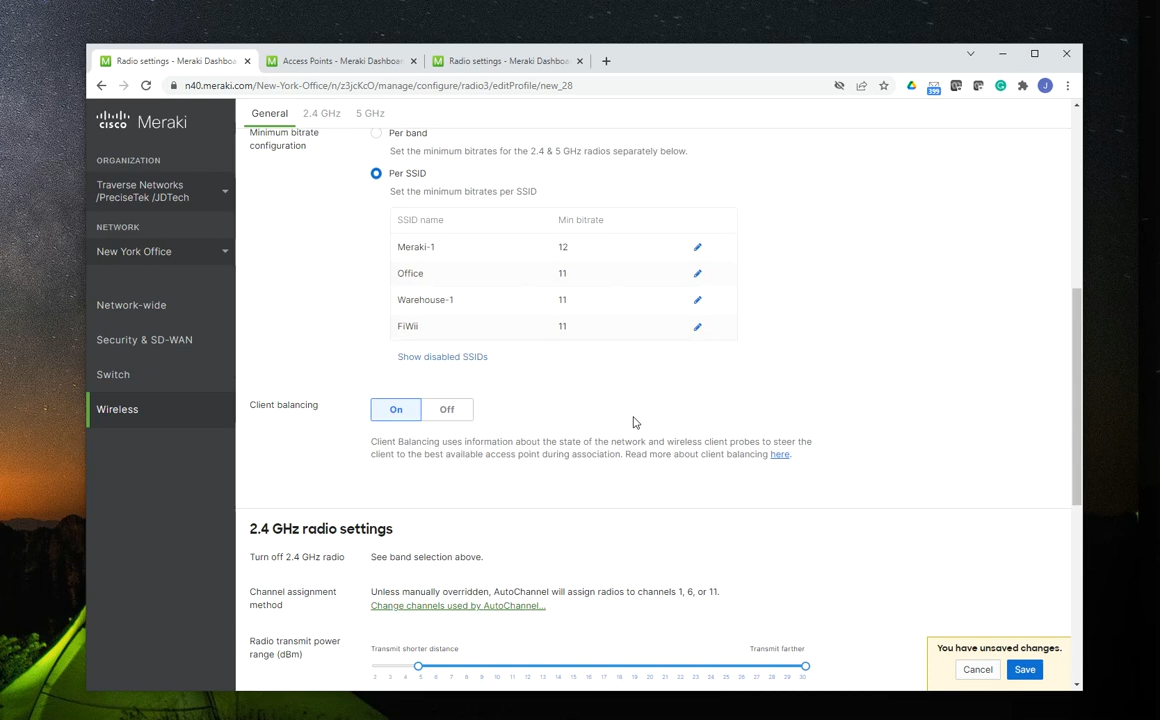 Radio settings - Meraki Dashboa
Access Points - Meraki Dashboar
Radio settings - Meraki Dashboa
n40.meraki.com/New-York-Office/n/z3jcKcO/manage/configure/radio3/editProfile/new_28
399
J
CISCO Meraki
General 2.4 GHz 5 GHz
ORGANIZATION
Traverse Networks
/PreciseTek /JDTech
NETWORK
New York Office
Network-wide
Security & SD-WAN
Switch
Wireless
Minimum bitrate
configuration
Per band
Set the minimum bitrates for the 2.4 & 5 GHz radios separately below.
Per SSID
Set the minimum bitrates per SSID
SSID name Min bitrate
Meraki-1 12
Office 11
Warehouse-1 11
FiWii 11
Show disabled SSIDs
Client balancing
On Off
Client Balancing uses information about the state of the network and wireless client probes to steer the
client to the best available access point during association. Read more about client balancing here.
2.4 GHz radio settings
Turn off 2.4 GHz radio See band selection above.
Channel assignment
method
Unless manually overridden, AutoChannel will assign radios to channels 1, 6, or 11.
Change channels used by AutoChannel...
Radio transmit power
range (dBm)
Transmit shorter distance Transmit farther
2 3 4 5 6 7 8 9 10 11 12 13 14 15 16 17 18 19 20 21 22 23 24 25 26 27 28 29 30
You have unsaved changes.
Cancel Save